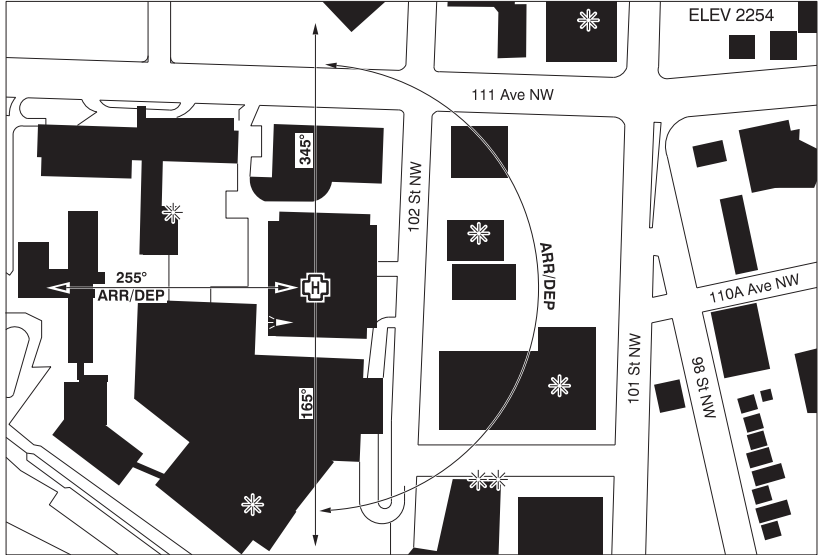 ELEV 2254
111 Ave NW
345°
102 St NW
255°
ARR/DEP
H
ARR/DEP
110A Ave NW
165°
101 St NW
98 St NW